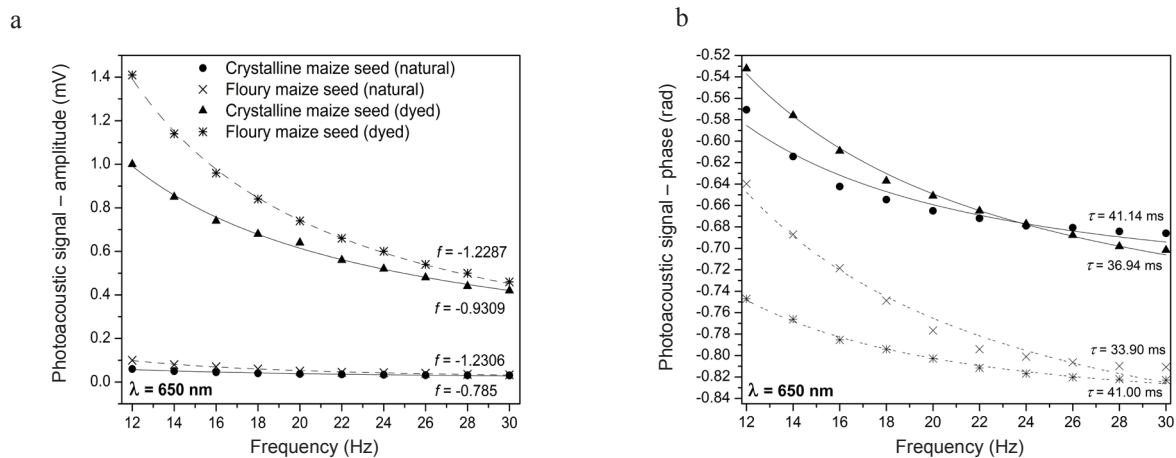 a
Photoacoustic signal – amplitude (mV)
1.4
1.2
1.0
0.8
0.6
0.4
0.2
0.0
Crystalline maize seed (natural)
Floury maize seed (natural)
Crystalline maize seed (dyed)
Floury maize seed (dyed)
f = -1.2287
f = -0.9309
f = -1.2306
f = -0.785
λ = 650 nm
12 14 16 18 20 22 24 26 28 30
Frequency (Hz)
b
Photoacoustic signal – phase (rad)
-0.52
-0.54
-0.56
-0.58
-0.60
-0.62
-0.64
-0.66
-0.68
-0.70
-0.72
-0.74
-0.76
-0.78
-0.80
-0.82
-0.84
τ = 41.14 ms
τ = 36.94 ms
τ = 33.90 ms
τ = 41.00 ms
λ = 650 nm
12 14 16 18 20 22 24 26 28 30
Frequency (Hz)